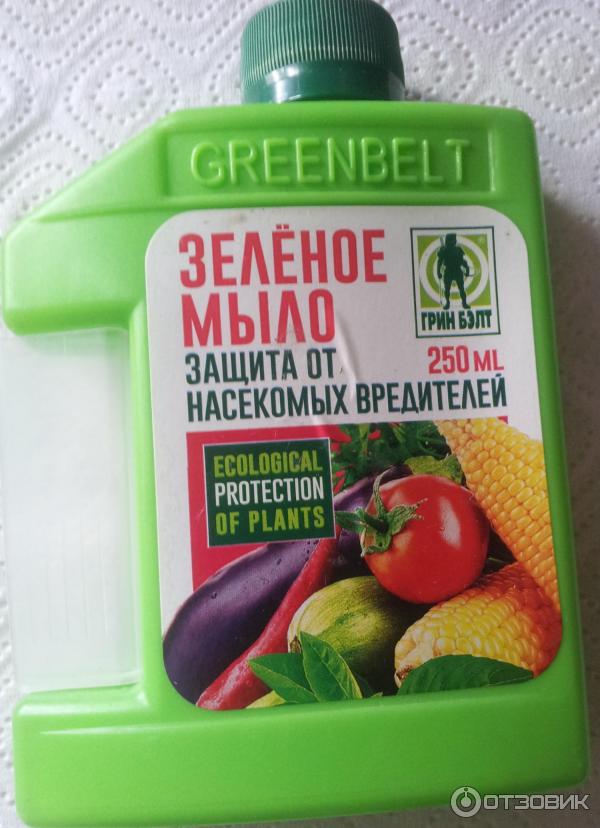 GREENBELT
ЗЕЛЁНОЕ
МЫЛО
ГРИН БЭЛТ
ЗАЩИТА ОТ 250 ML
НАСЕКОМЫХ ВРЕДИТЕЛЕЙ
ECOLOGICAL
PROTECTION
OF PLANTS
ОТЗОВИК